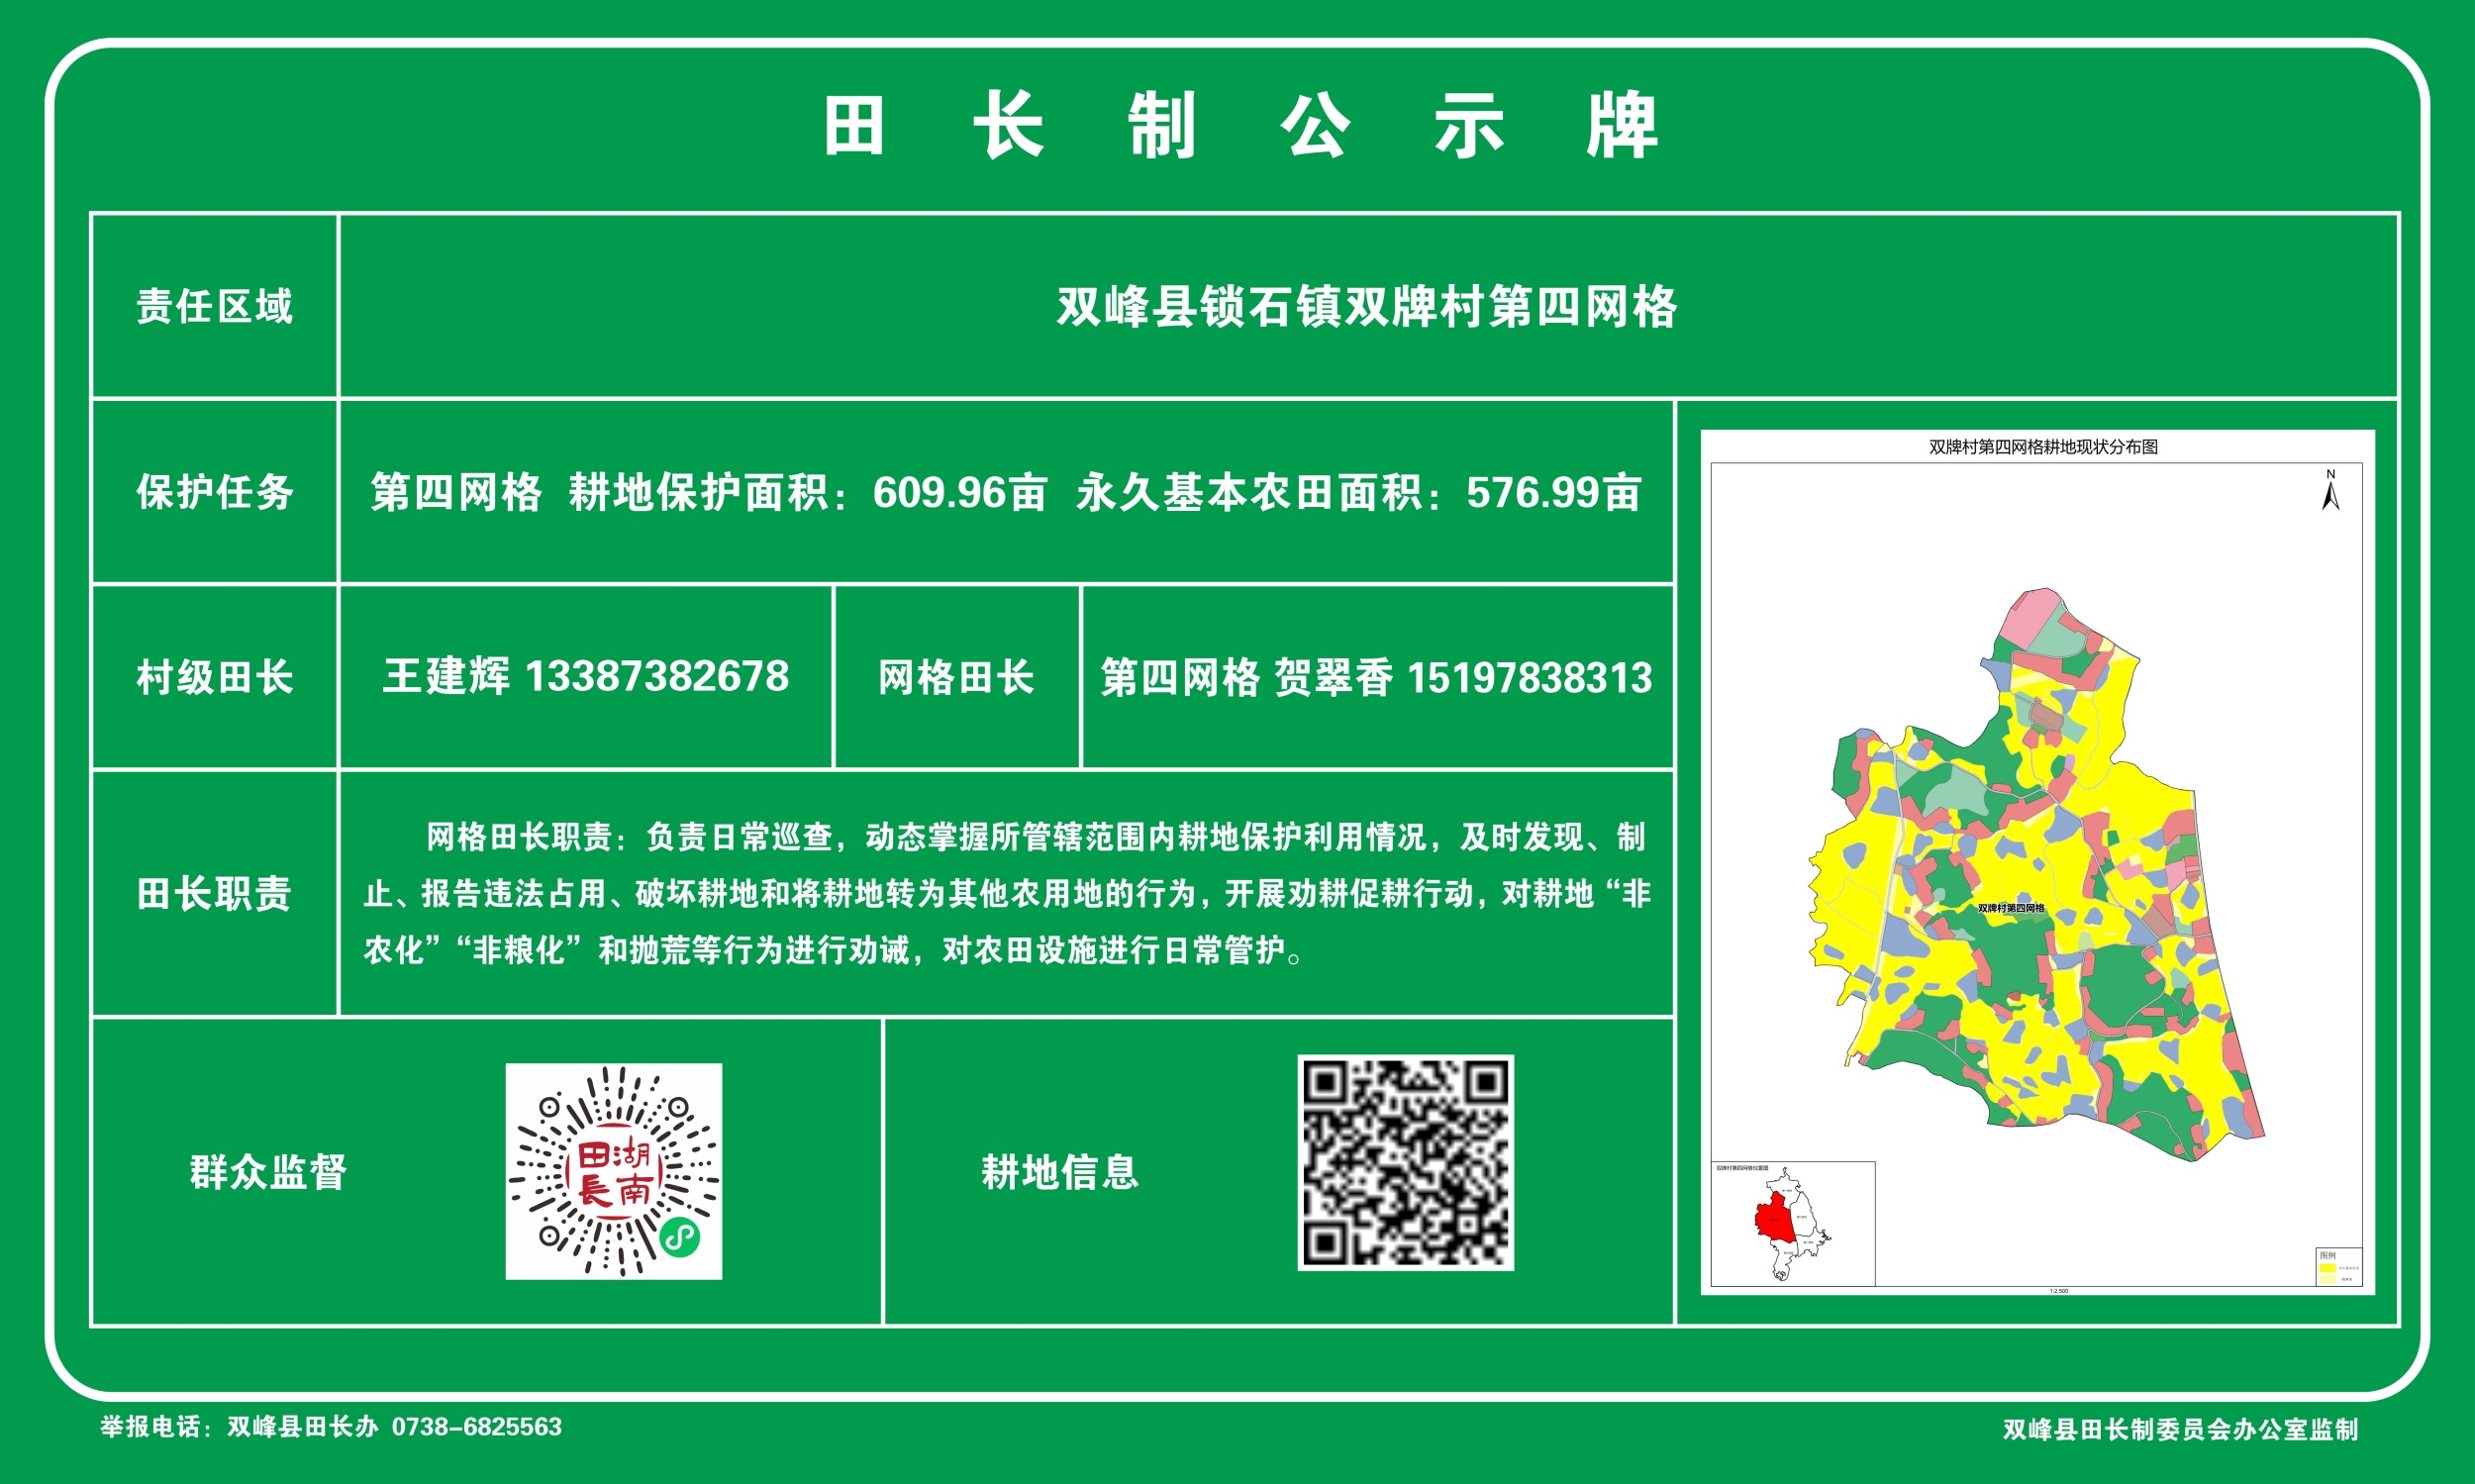 田长制公示牌
责任区域
双峰县锁石镇双牌村第四网格
保护任务
第四网格 耕地保护面积：609.96亩 永久基本农田面积：576.99亩
村级田长
王建辉 13387382678
网格田长
第四网格 贺翠香 15197838313
田长职责
网格田长职责：负责日常巡查，动态掌握所管辖范围内耕地保护利用情况，及时发现、制
止、报告违法占用、破坏耕地和将耕地转为其他农用地的行为，开展劝耕促耕行动，对耕地“非
农化”“非粮化”和抛荒等行为进行劝诫，对农田设施进行日常管护。
群众监督
湖南田長
耕地信息
双牌村第四网格耕地现状分布图
N
双牌村第四网格
双牌村第四网格位置图
图例
1:2,500
举报电话：双峰县田长办 0738-6825563
双峰县田长制委员会办公室监制